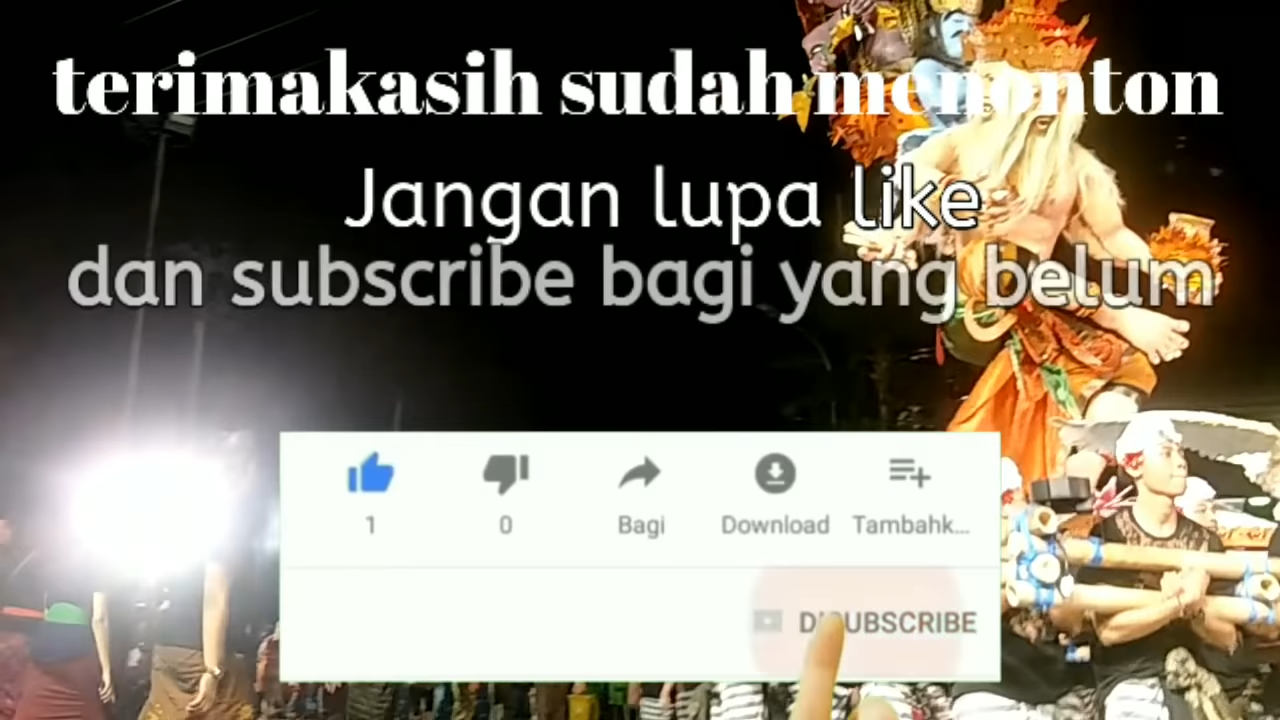 terimakasih sudah menonton
Jangan lupa like
dan subscribe bagi yang belum
1
0
Bagi
Download
Tambahk...